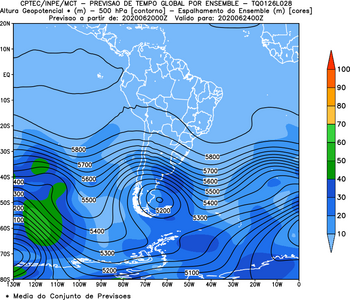 CPTEC/INPE/MCT - PREVISAO DE TEMPO GLOBAL POR ENSEMBLE - TQ0126L028
Altura Geopotencial * (m) - 500 hPa [contorno] - Espalhamento do Ensemble (m) [cores]
Previsao a partir de: 2020062000Z Valido para: 2020062400Z
20N
10N
EQ
10S
20S
30S
40S
50S
60S
70S
80S
5800
5700
5600
5500
5400
5300
5200
5800
5700
5600
5500
5400
5300
5200
5100
400
300
200
100
130W 120W 110W 100W 90W 80W 70W 60W 50W 40W 30W 20W 10W 0
100
90
80
70
60
50
40
30
20
10
* Media do Conjunto de Previsoes